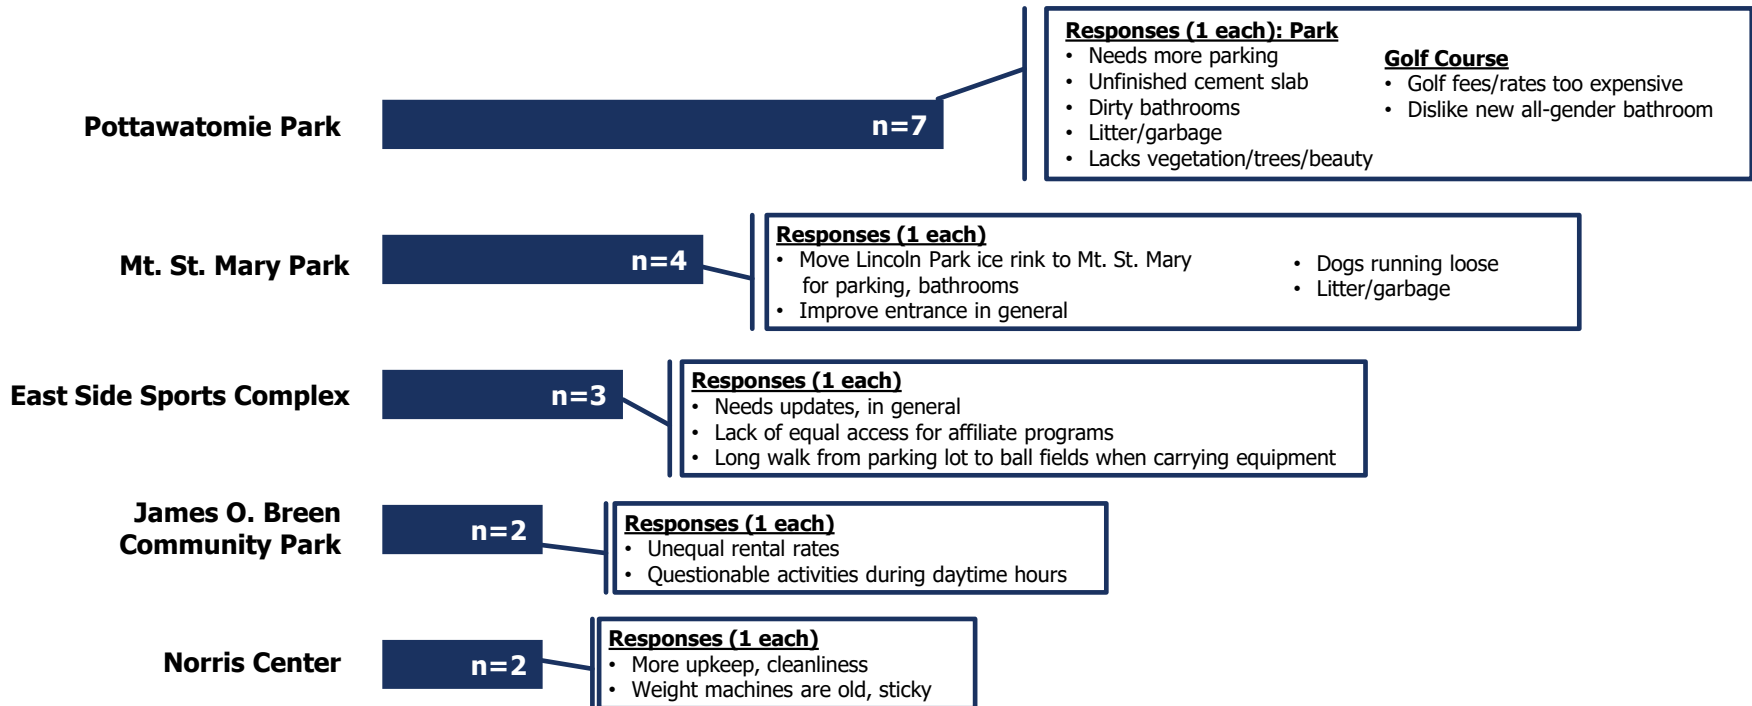 Pottawatomie Park
n=7
Responses (1 each): Park
• Needs more parking
• Unfinished cement slab
• Dirty bathrooms
• Litter/garbage
• Lacks vegetation/trees/beauty
Golf Course
• Golf fees/rates too expensive
• Dislike new all-gender bathroom
Mt. St. Mary Park
n=4
Responses (1 each)
• Move Lincoln Park ice rink to Mt. St. Mary
for parking, bathrooms
• Improve entrance in general
• Dogs running loose
• Litter/garbage
East Side Sports Complex
n=3
Responses (1 each)
• Needs updates, in general
• Lack of equal access for affiliate programs
• Long walk from parking lot to ball fields when carrying equipment
James O. Breen
Community Park
n=2
Responses (1 each)
• Unequal rental rates
• Questionable activities during daytime hours
Norris Center
n=2
Responses (1 each)
• More upkeep, cleanliness
• Weight machines are old, sticky